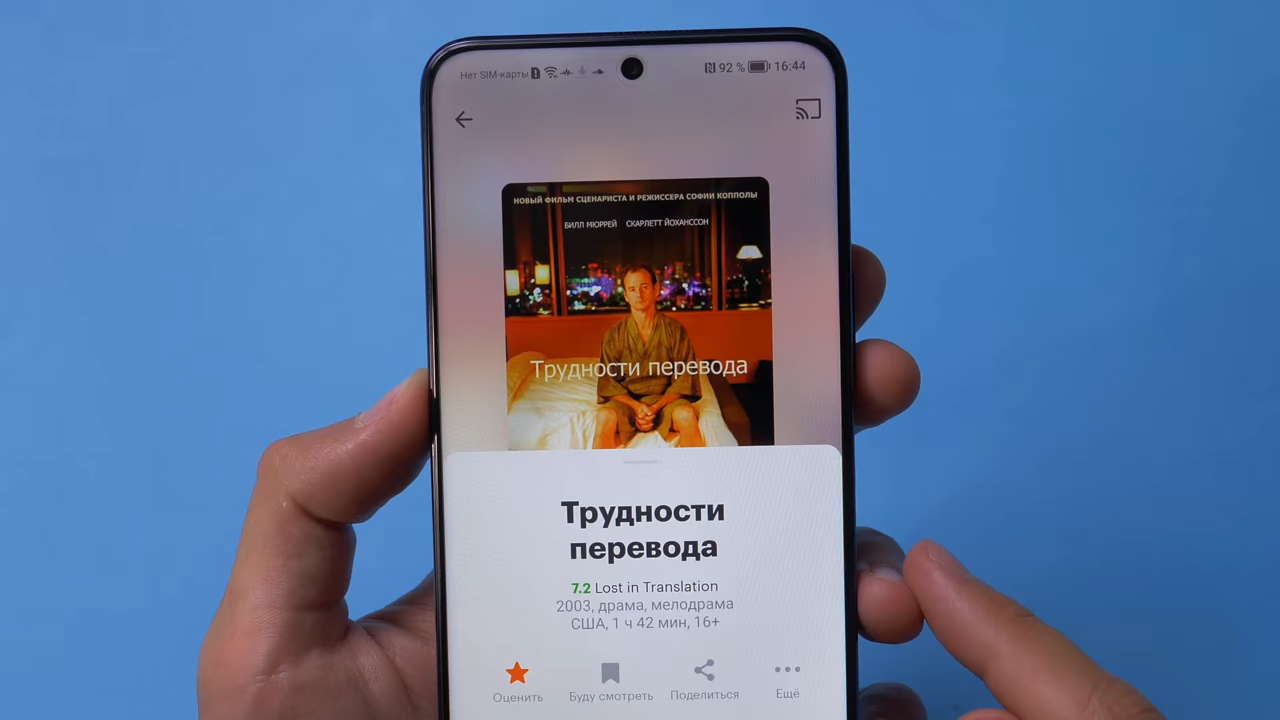 Нет SIM-карты 92 % 16:44
НОВЫЙ ФИЛЬМ СЦЕНАРИСТА И РЕЖИССЕРА СОФИИ КОППОЛЫ
БИЛЛ МЮРРЕЙ СКАРЛЕТТ ЙОХАНССОН
Трудности перевода
Трудности
перевода
7.2 Lost in Translation
2003, драма, мелодрама
США, 1 ч 42 мин, 16+
Оценить Буду смотреть Поделиться Ещё